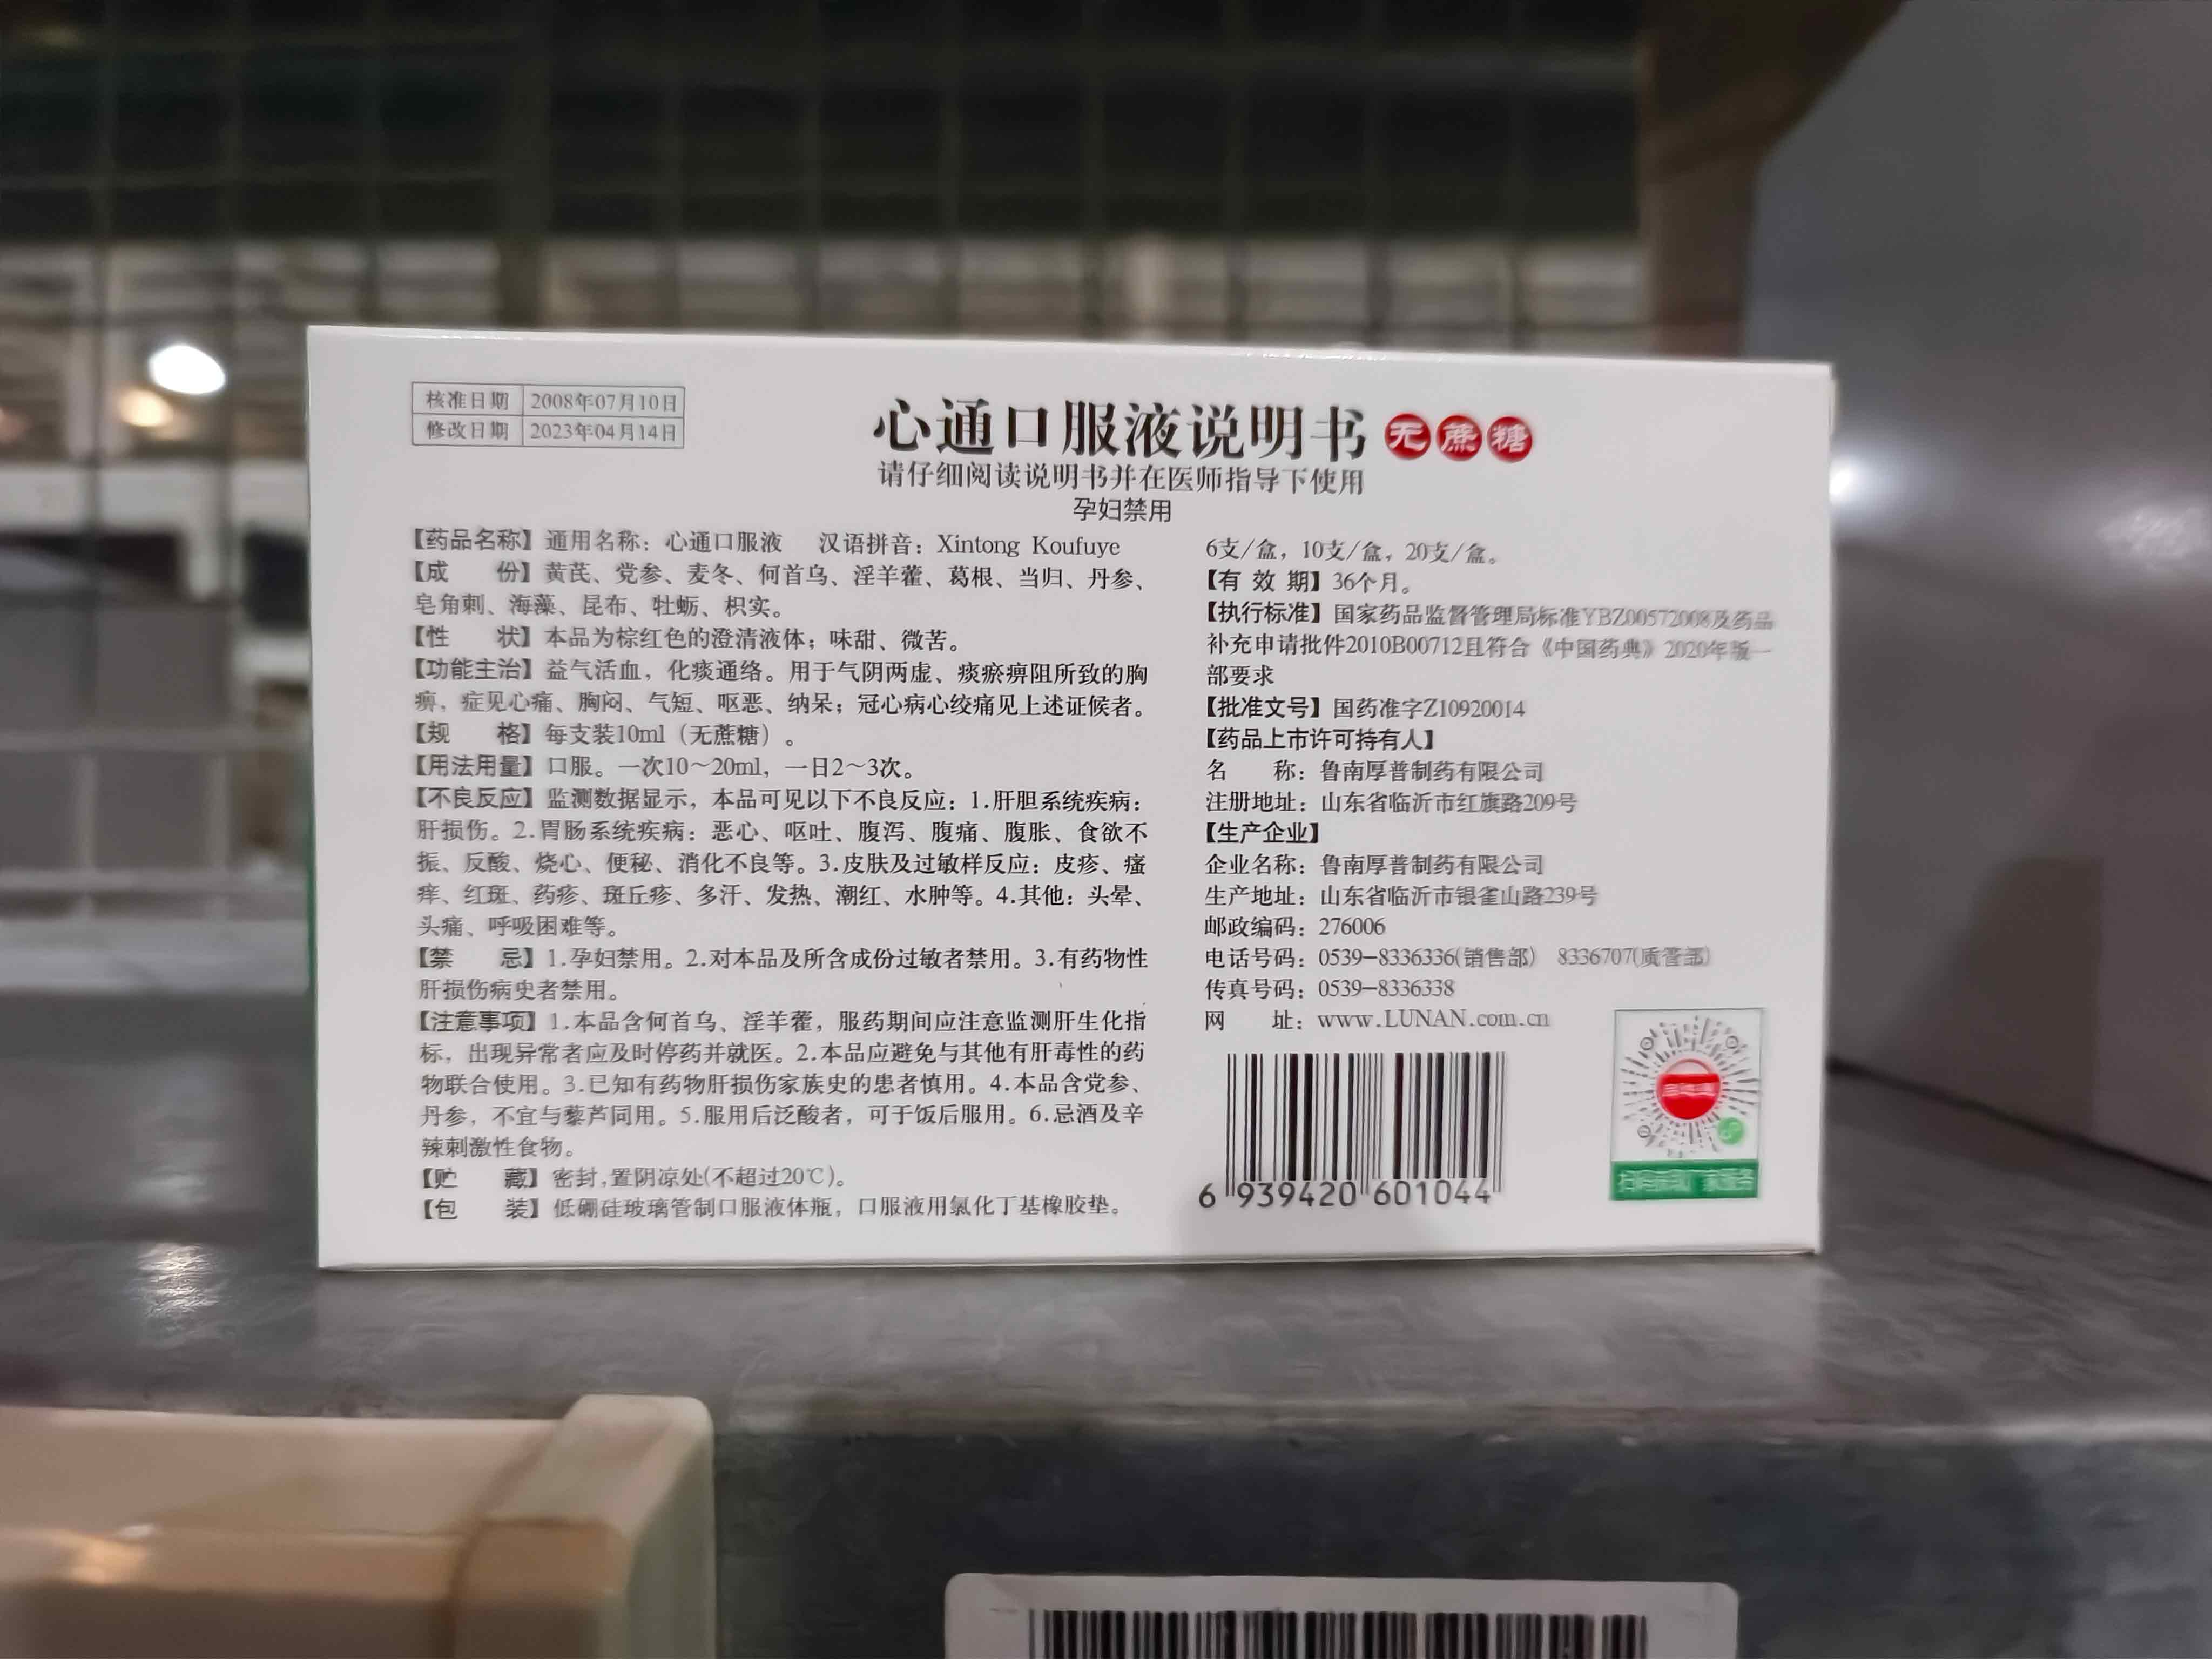 核准日期 2008年07月10日
修改日期 2023年04月14日
心通口服液说明书 无蔗糖
请仔细阅读说明书并在医师指导下使用
孕妇禁用
【药品名称】通用名称：心通口服液 汉语拼音：Xintong Koufuye
【成 份】黄芪、党参、麦冬、何首乌、淫羊藿、葛根、当归、丹参、
皂角刺、海藻、昆布、牡蛎、枳实。
【性 状】本品为棕红色的澄清液体；味甜、微苦。
【功能主治】益气活血，化痰通络。用于气阴两虚、痰瘀痹阻所致的胸
痹，症见心痛、胸闷、气短、呕恶、纳呆；冠心病心绞痛见上述证候者。
【规 格】每支装10ml（无蔗糖）。
【用法用量】口服。一次10～20ml，一日2～3次。
【不良反应】监测数据显示，本品可见以下不良反应：1.肝胆系统疾病：
肝损伤。2.胃肠系统疾病：恶心、呕吐、腹泻、腹痛、腹胀、食欲不
振、反酸、烧心、便秘、消化不良等。3.皮肤及过敏样反应：皮疹、瘙
痒、红斑、药疹、斑丘疹、多汗、发热、潮红、水肿等。4.其他：头晕、
头痛、呼吸困难等。
【禁 忌】1.孕妇禁用。2.对本品及所含成份过敏者禁用。3.有药物性
肝损伤病史者禁用。
【注意事项】1.本品含何首乌、淫羊藿，服药期间应注意监测肝生化指
标，出现异常者应及时停药并就医。2.本品应避免与其他有肝毒性的药
物联合使用。3.已知有药物肝损伤家族史的患者慎用。4.本品含党参、
丹参，不宜与藜芦同用。5.服用后泛酸者，可于饭后服用。6.忌酒及辛
辣刺激性食物。
【贮 藏】密封,置阴凉处(不超过20℃)。
【包 装】低硼硅玻璃管制口服液体瓶，口服液用氯化丁基橡胶垫。
6支/盒，10支/盒，20支/盒。
【有 效 期】36个月。
【执行标准】国家药品监督管理局标准YBZ00572008及药品
补充申请批件2010B00712且符合《中国药典》2020年版一
部要求
【批准文号】国药准字Z10920014
【药品上市许可持有人】
名 称：鲁南厚普制药有限公司
注册地址：山东省临沂市红旗路209号
【生产企业】
企业名称：鲁南厚普制药有限公司
生产地址：山东省临沂市银雀山路239号
邮政编码：276006
电话号码：0539-8336336(销售部) 8336707(质管部)
传真号码：0539-8336338
网 址：www.LUNAN.com.cn
6 939420 601044